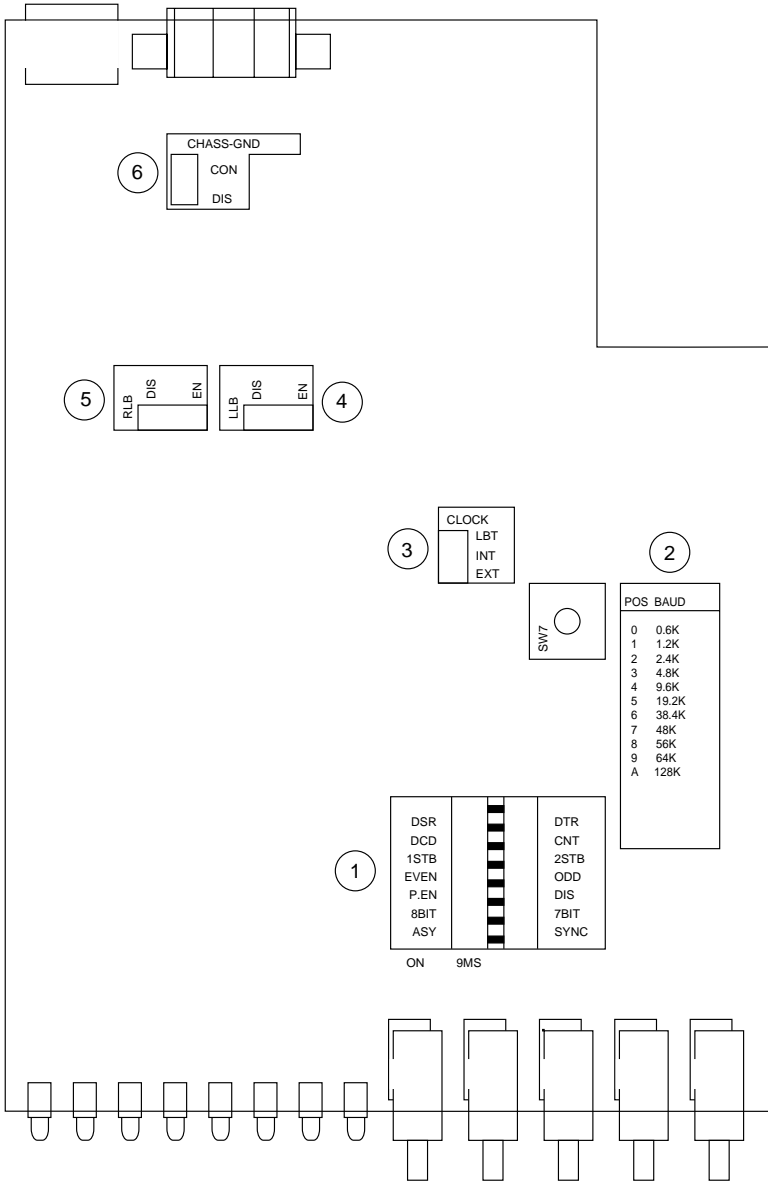 CHASS-GND
6
CON
DIS
RLB
DIS
EN
LLB
DIS
EN
5
4
CLOCK
LBT
3
INT
2
EXT
POS BAUD
SW7
0 0.6K
1 1.2K
2 2.4K
3 4.8K
4 9.6K
5 19.2K
6 38.4K
7 48K
8 56K
9 64K
A 128K
DSR DTR
DCD CNT
1STB 2STB
1
EVEN ODD
P.EN DIS
8BIT 7BIT
ASY SYNC
ON 9MS